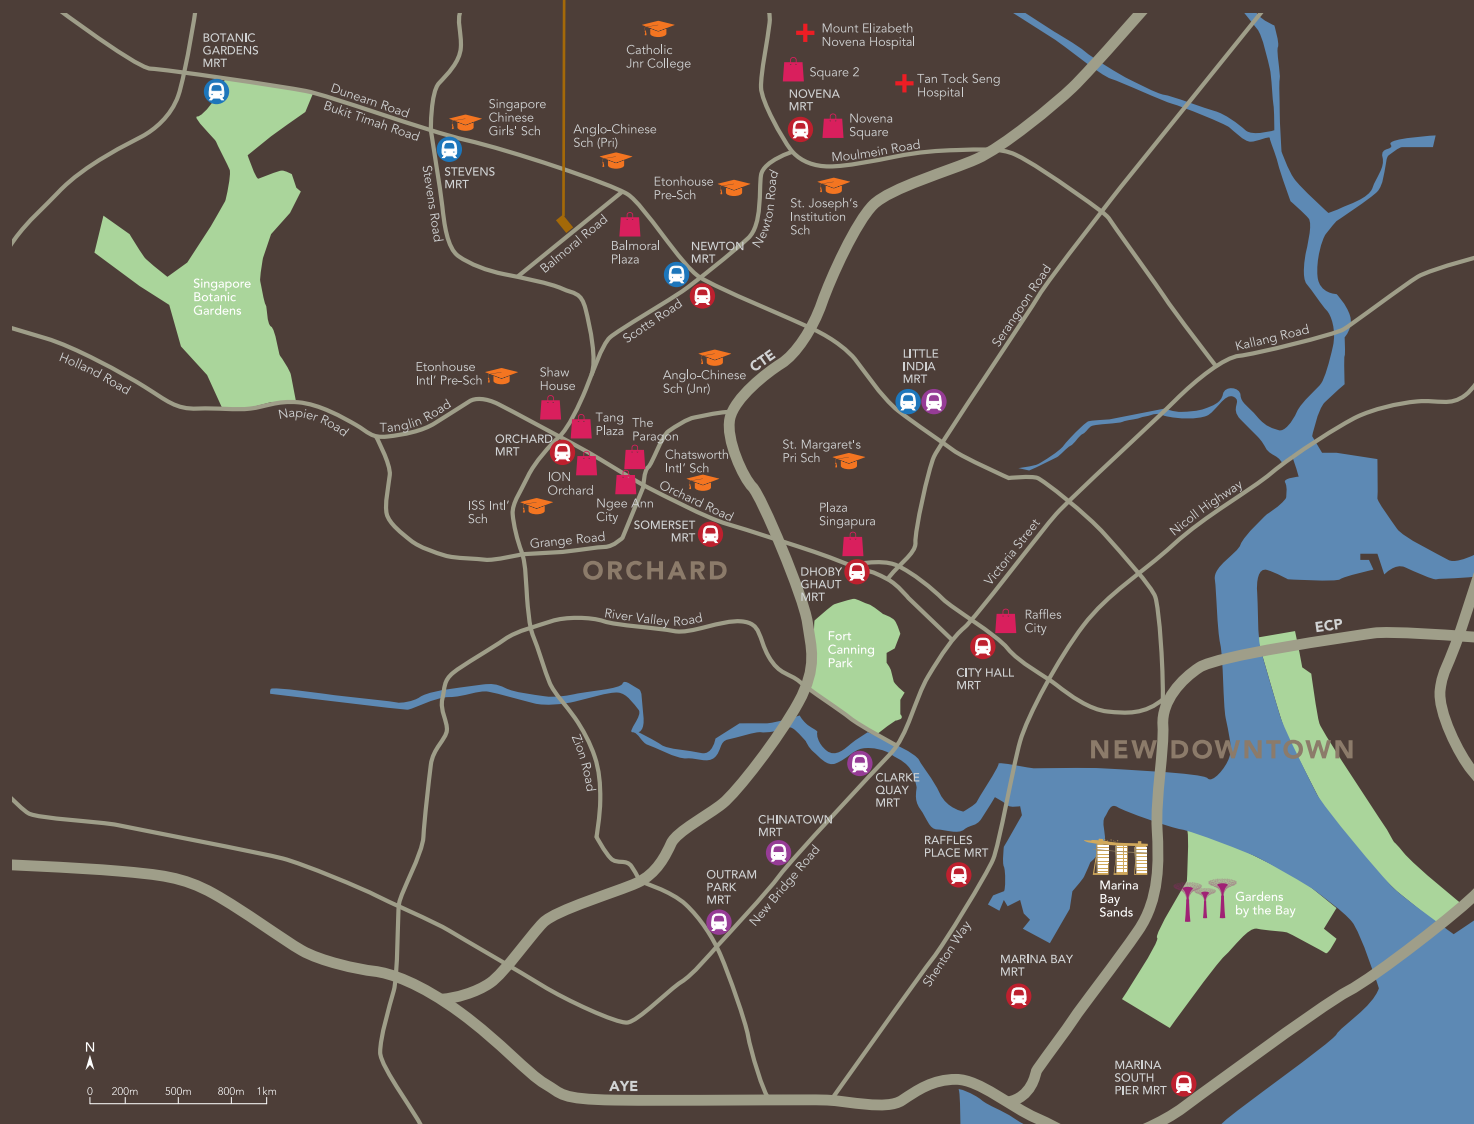 BOTANIC
GARDENS
MRT
Catholic
Jnr College
Mount Elizabeth
Novena Hospital
Square 2
Tan Tock Seng
Hospital
NOVENA
MRT
Novena
Square
Dunearn Road
Bukit Timah Road
Singapore
Chinese
Girls' Sch
Anglo-Chinese
Sch (Pri)
Moulmein Road
STEVENS
MRT
Stevens Road
Etonhouse
Pre-Sch
St. Joseph's
Institution
Sch
Newton Road
Balmoral Road
Balmoral
Plaza
NEWTON
MRT
Singapore
Botanic
Gardens
Scotts Road
Serangoon Road
Kallang Road
Holland Road
Etonhouse
Intl' Pre-Sch
Shaw
House
Anglo-Chinese
Sch (Jnr)
CTE
LITTLE
INDIA
MRT
Napier Road
Tanglin Road
Tang
Plaza
The
Paragon
ORCHARD
MRT
St. Margaret's
Pri Sch
Chatsworth
Intl' Sch
ION
Orchard
Ngee Ann
City
Orchard Road
ISS Intl'
Sch
Plaza
Singapura
Nicoll Highway
SOMERSET
MRT
Grange Road
Victoria Street
ORCHARD
DHOBY
GHAUT
MRT
River Valley Road
Raffles
City
ECP
Fort
Canning
Park
CITY HALL
MRT
Zion Road
NEW DOWNTOWN
CLARKE
QUAY
MRT
CHINATOWN
MRT
RAFFLES
PLACE MRT
New Bridge Road
OUTRAM
PARK
MRT
Marina
Bay
Sands
Gardens
by the Bay
Shenton Way
MARINA BAY
MRT
N
MARINA
SOUTH
PIER MRT
AYE
0 200m 500m 800m 1km